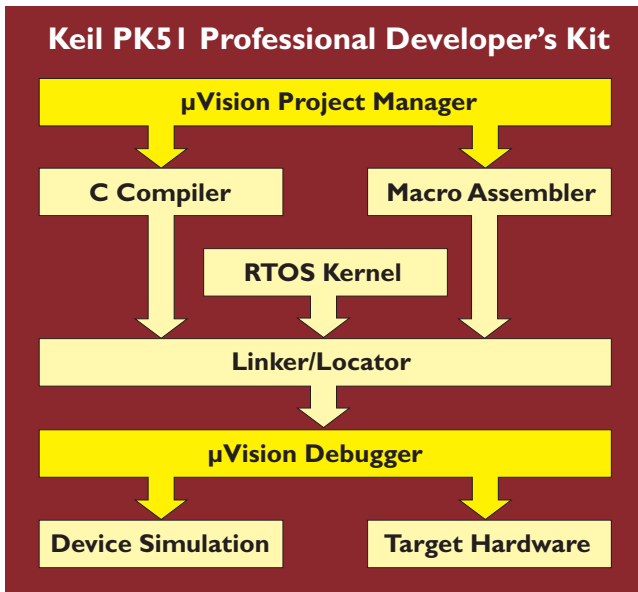 Keil PK51 Professional Developer's Kit
µVision Project Manager
C Compiler
Macro Assembler
RTOS Kernel
Linker/Locator
µVision Debugger
Device Simulation
Target Hardware